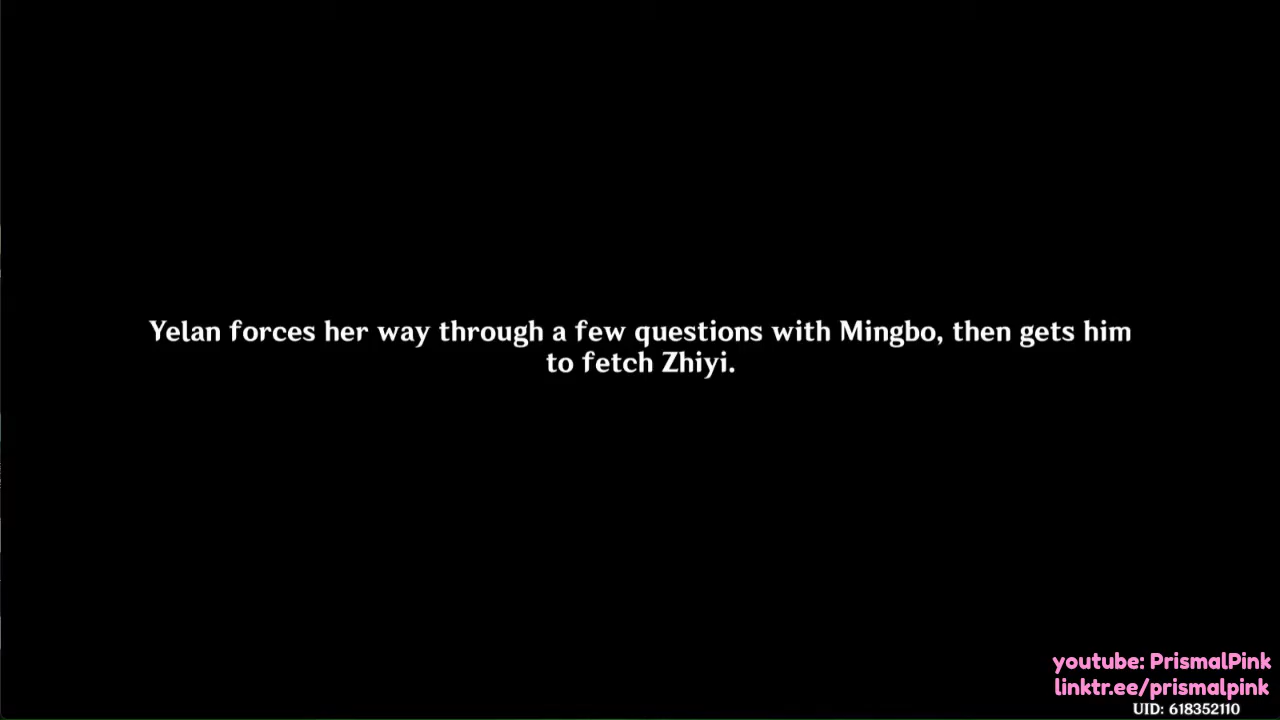 Yelan forces her way through a few questions with Mingbo, then gets him
to fetch Zhiyi.
youtube: PrismalPink
linktr.ee/prismalpink
UID: 618352110